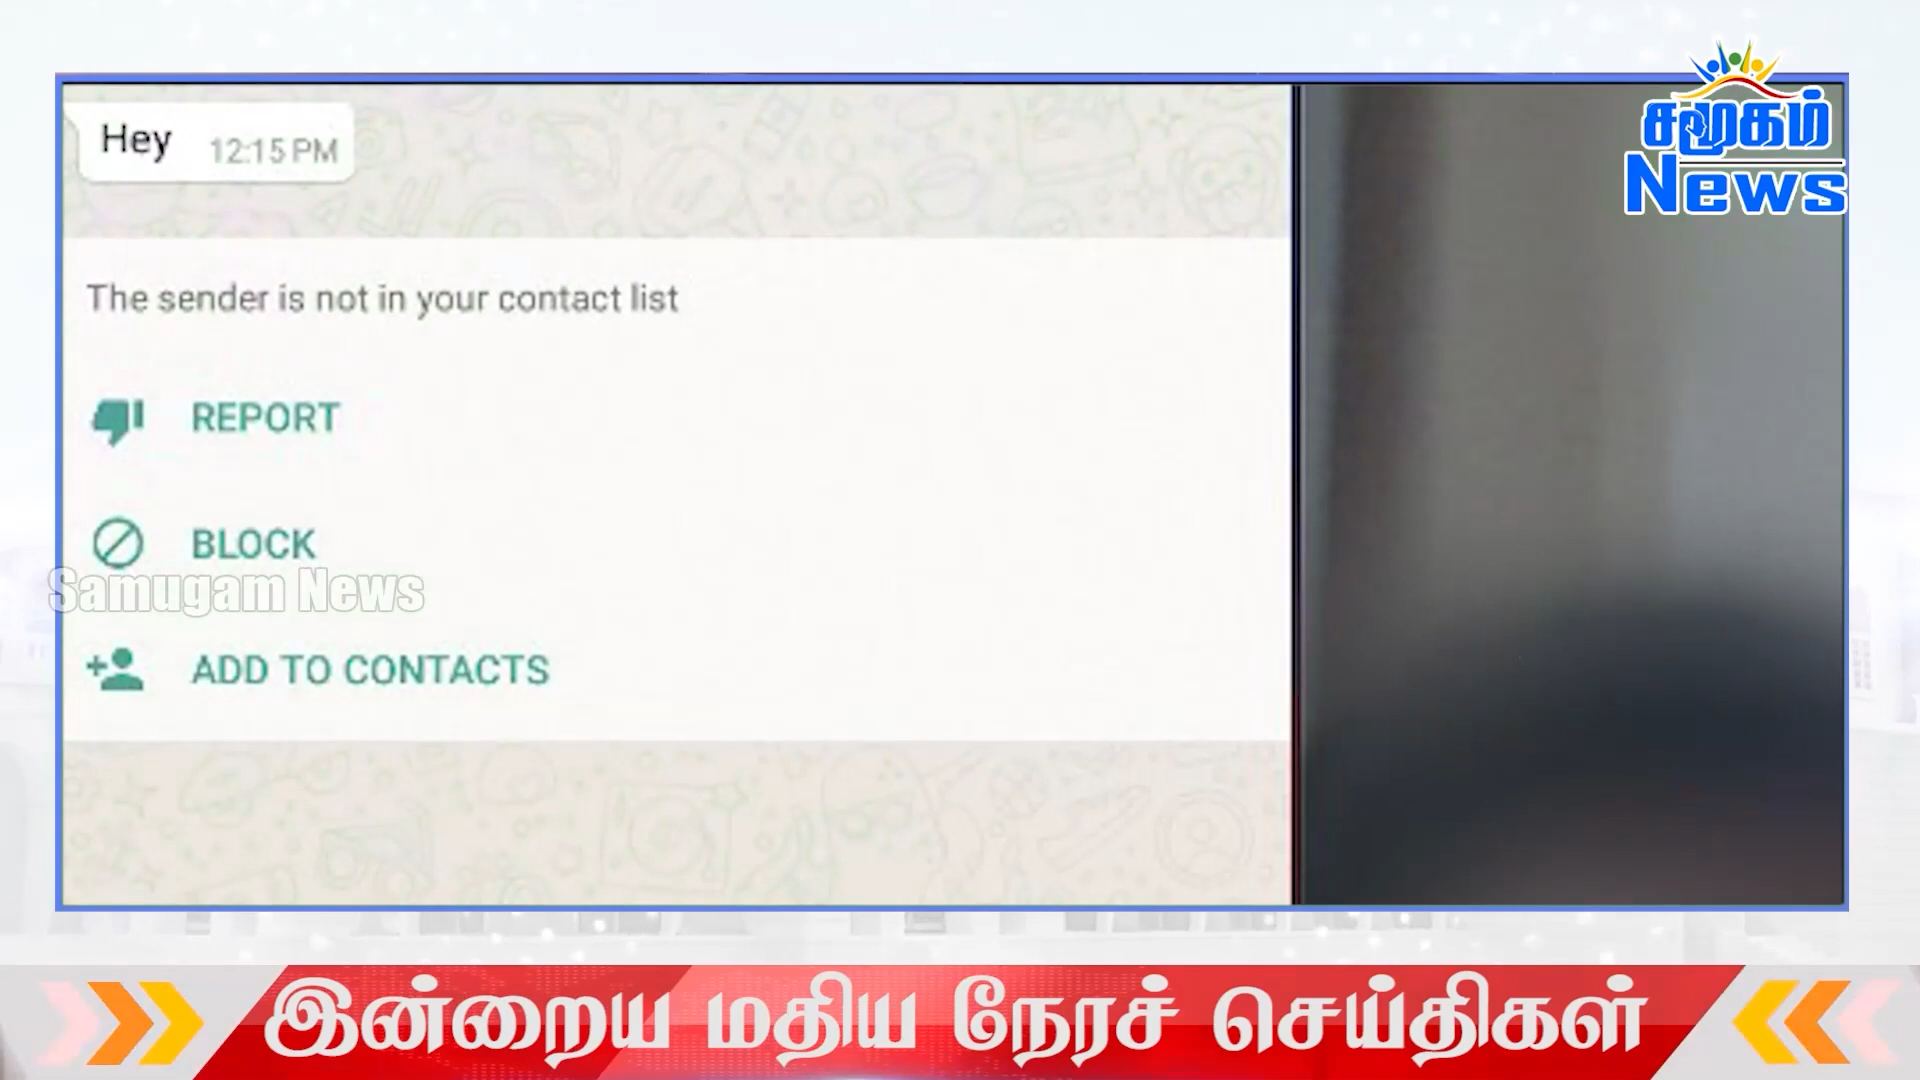 சமூகம்
News
Hey 12:15 PM
The sender is not in your contact list
REPORT
BLOCK
Samugam News
ADD TO CONTACTS
இன்றைய மதிய நேரச் செய்திகள்